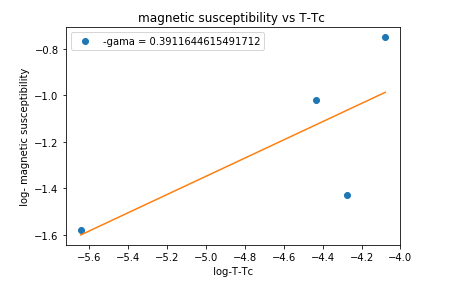 magnetic susceptibility vs T-Tc
-gama = 0.3911644615491712
−0.8
−1.0
−1.2
−1.4
−1.6
log- magnetic susceptibility
−5.6 −5.4 −5.2 −5.0 −4.8 −4.6 −4.4 −4.2 −4.0
log-T-Tc